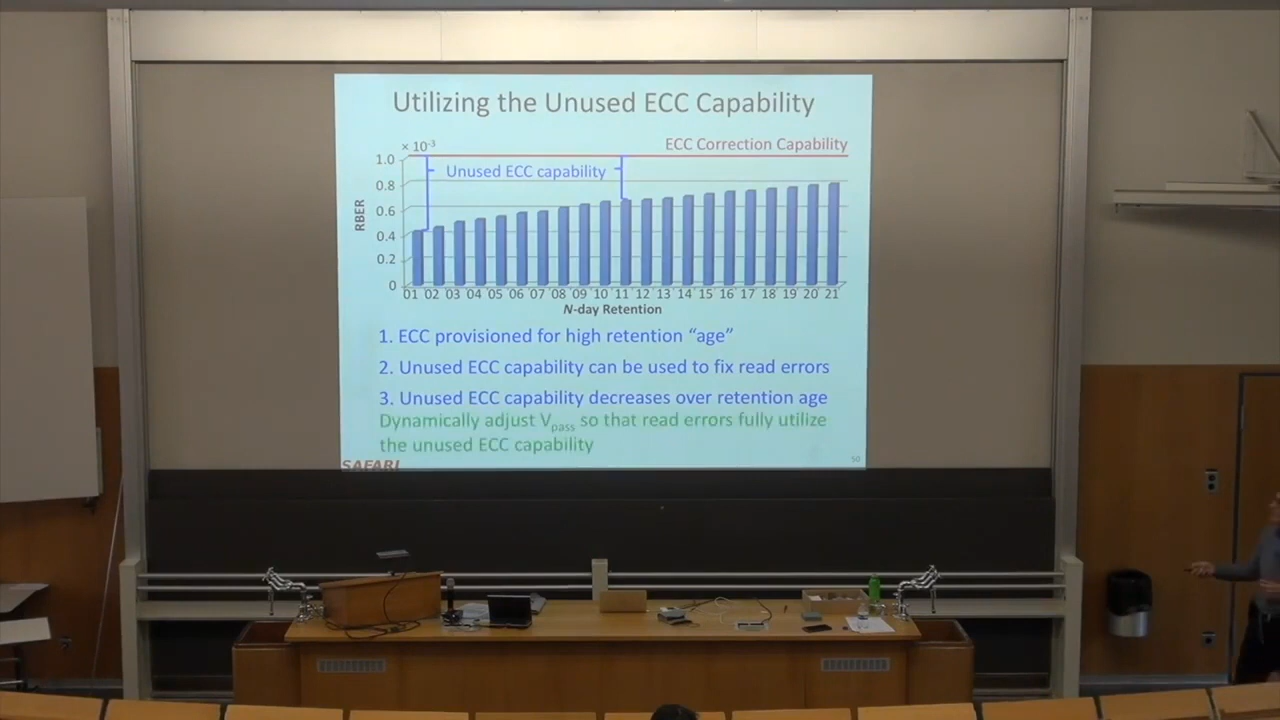 Utilizing the Unused ECC Capability
× 10-3
ECC Correction Capability
1.0
Unused ECC capability
0.8
0.6
RBER
0.4
0.2
0
01 02 03 04 05 06 07 08 09 10 11 12 13 14 15 16 17 18 19 20 21
N-day Retention
1. ECC provisioned for high retention “age”
2. Unused ECC capability can be used to fix read errors
3. Unused ECC capability decreases over retention age
Dynamically adjust Vpass so that read errors fully utilize
the unused ECC capability
SAFARI
50